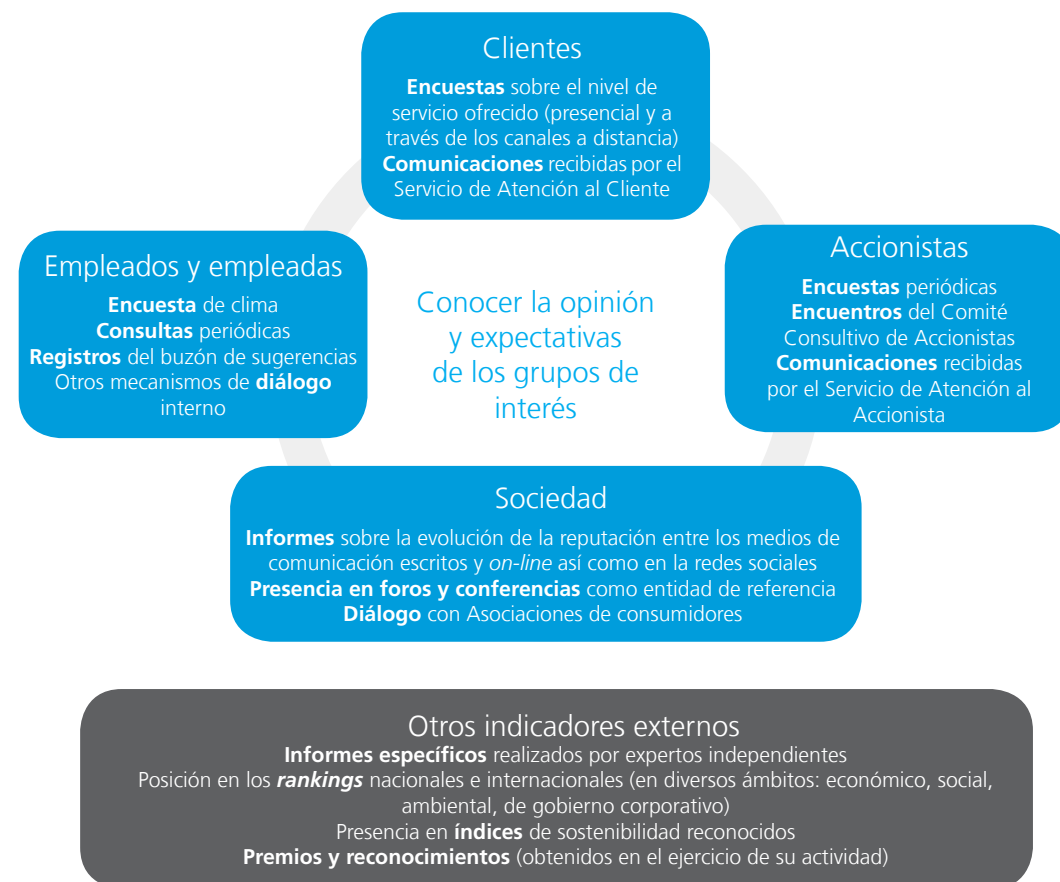 Clientes
Encuestas sobre el nivel de
servicio ofrecido (presencial y a
través de los canales a distancia)
Comunicaciones recibidas por el
Servicio de Atención al Cliente
Empleados y empleadas
Encuesta de clima
Consultas periódicas
Registros del buzón de sugerencias
Otros mecanismos de diálogo
interno
Conocer la opinión
y expectativas
de los grupos de
interés
Accionistas
Encuestas periódicas
Encuentros del Comité
Consultivo de Accionistas
Comunicaciones recibidas
por el Servicio de Atención al
Accionista
Sociedad
Informes sobre la evolución de la reputación entre los medios de
comunicación escritos y on-line así como en la redes sociales
Presencia en foros y conferencias como entidad de referencia
Diálogo con Asociaciones de consumidores
Otros indicadores externos
Informes específicos realizados por expertos independientes
Posición en los rankings nacionales e internacionales (en diversos ámbitos: económico, social,
ambiental, de gobierno corporativo)
Presencia en índices de sostenibilidad reconocidos
Premios y reconocimientos (obtenidos en el ejercicio de su actividad)